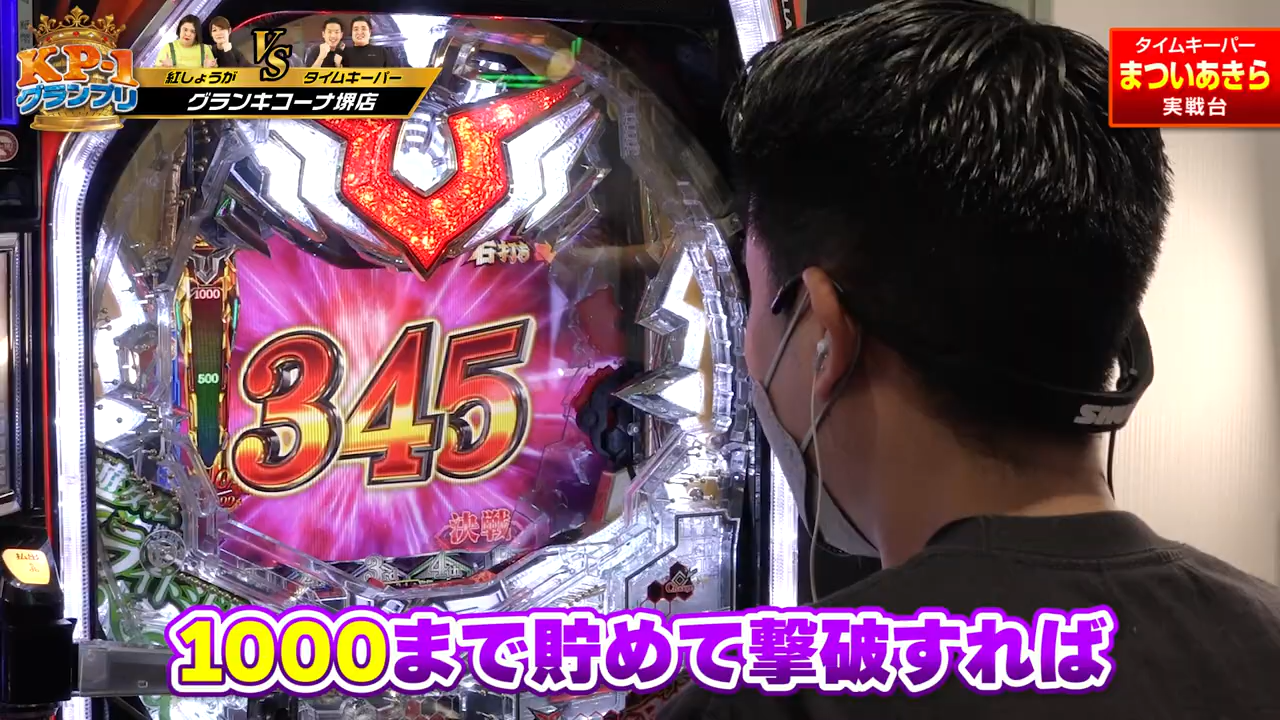 KP-1
グランプリ
紅しょうが
VS
タイムキーパー
グランキコーナ堺店
タイムキーパー
まついあきら
実戦台
右打ち
1000
500
345
決戦
1000まで貯めて撃破すれば